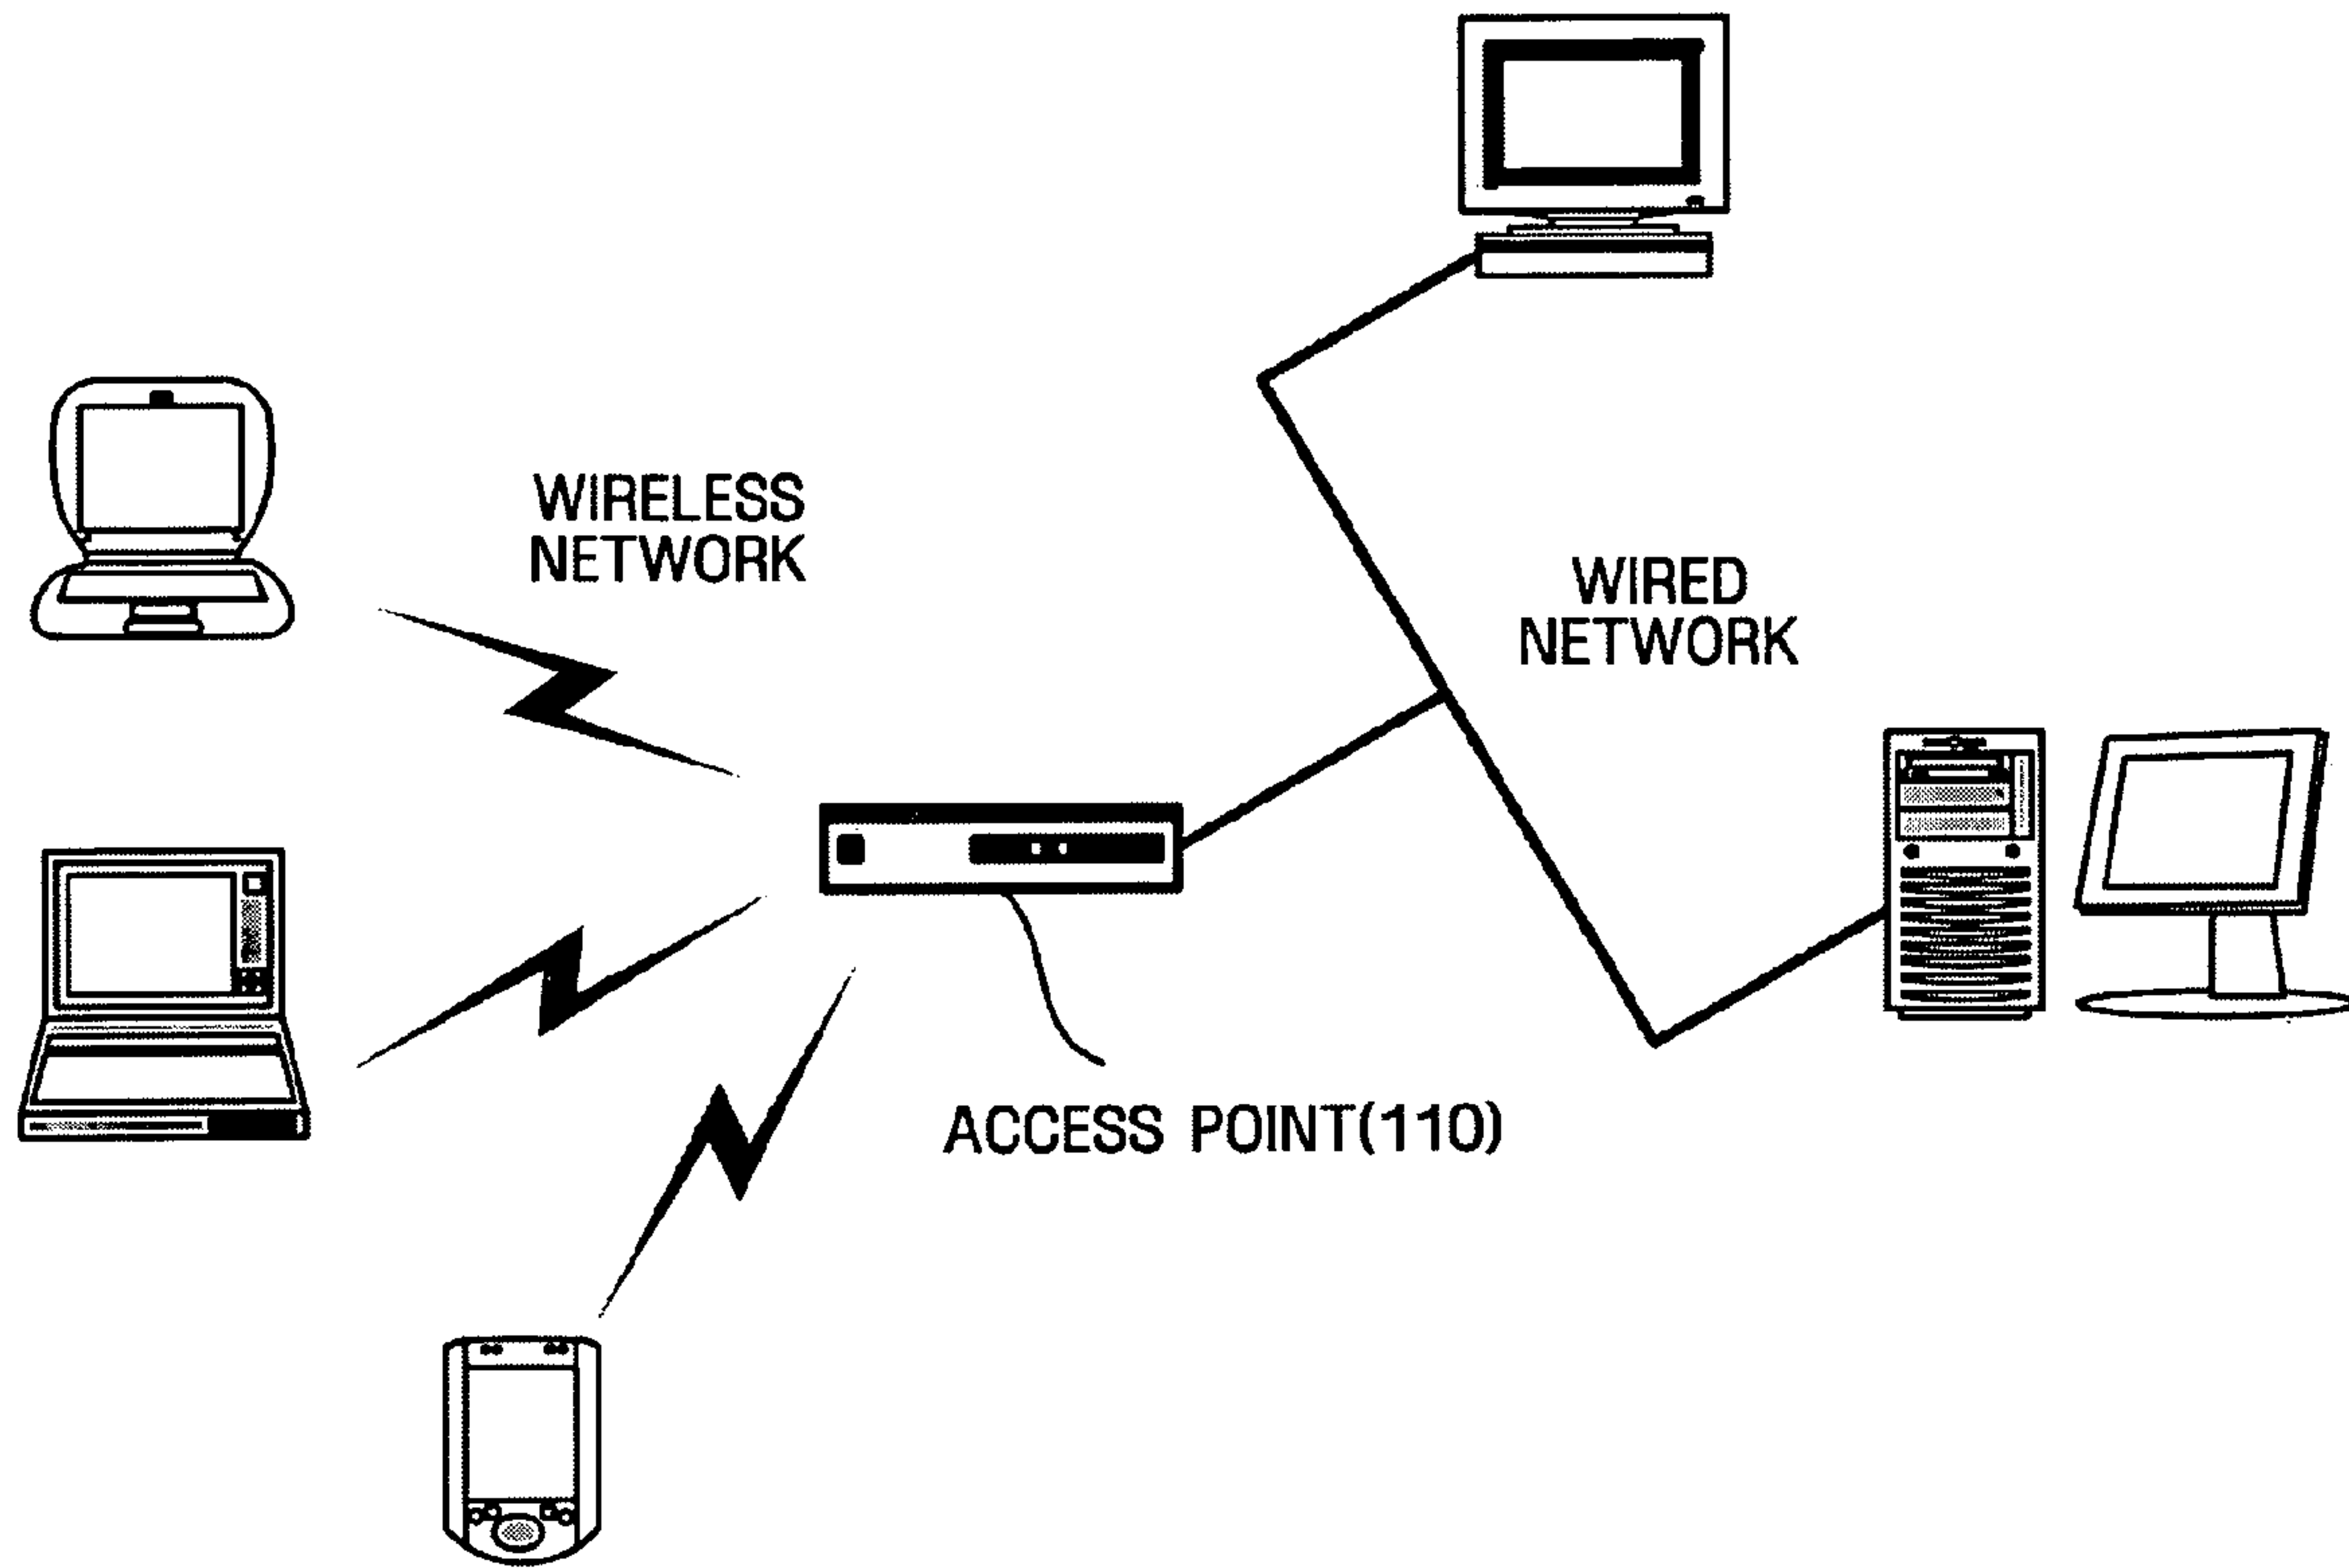 WIRELESS
NETWORK
WIRED
NETWORK
ACCESS POINT(110)